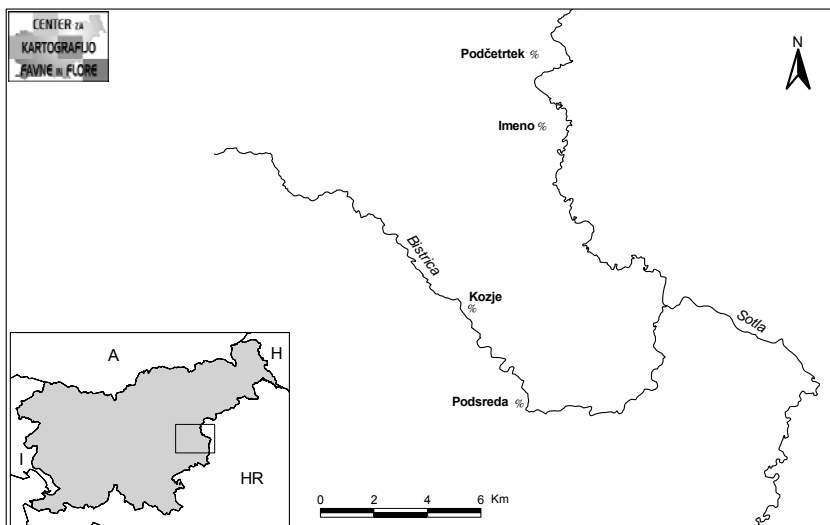 CENTER ZA
KARTOGRAFIJO
FAVNE IN FLORE
Podčetrtek %
N
Imeno %
Bistrica
Kozje
%
Sotla
Podsreda %
A
H
I
HR
0 2 4 6 Km